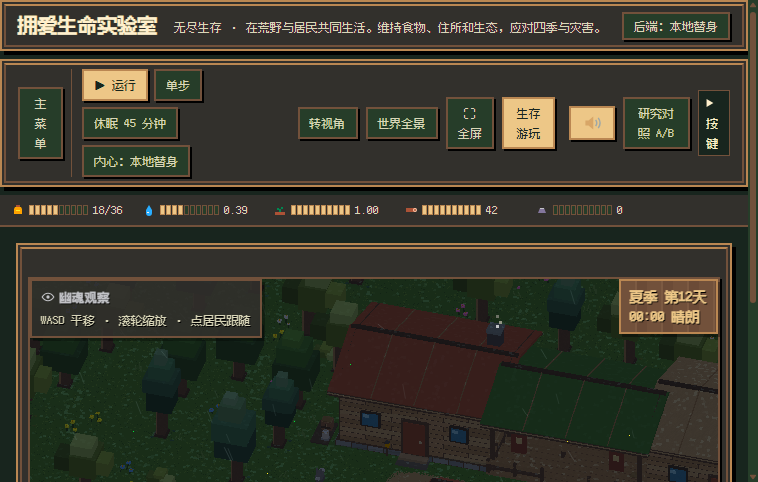 拥爱生命实验室
无尽生存 · 在荒野与居民共同生活。维持食物、住所和生态，应对四季与灾害。
后端：本地替身
主菜单
▶ 运行
单步
休眠 45 分钟
内心：本地替身
转视角
世界全景
全屏
生存游玩
研究对照 A/B
▶ 按键
18/36
0.39
1.00
42
0
幽魂观察
WASD 平移 · 滚轮缩放 · 点居民跟随
夏季 第12天
00:00 晴朗